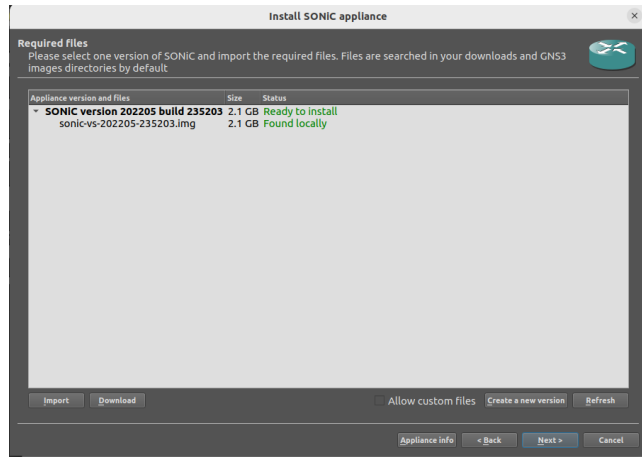 Install SONiC appliance
Required files
Please select one version of SONiC and import the required files. Files are searched in your downloads and GNS3
images directories by default
Appliance version and files Size Status
SONiC version 202205 build 235203 2.1 GB Ready to install
sonic-vs-202205-235203.img 2.1 GB Found locally
Import Download Allow custom files Create a new version Refresh
Appliance info < Back Next > Cancel